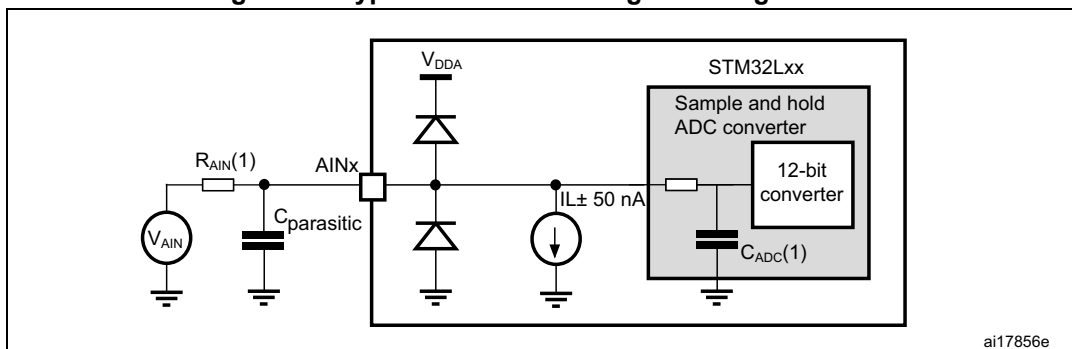 V_DDA
STM32Lxx
Sample and hold
ADC converter
R_AIN(1)
AINx
12-bit
converter
IL± 50 nA
C_parasitic
V_AIN
C_ADC(1)
ai17856e